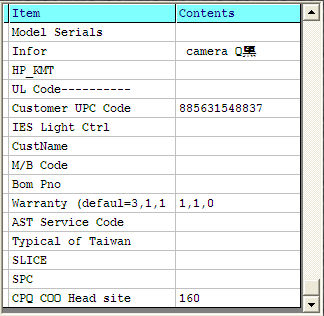 Item Contents
Model Serials
Infor camera Q黑
HP_KMT
UL Code----------
Customer UPC Code 885631548837
IES Light Ctrl
CustName
M/B Code
Bom Pno
Warranty (defaul=3,1,1 1,1,0
AST Service Code
Typical of Taiwan
SLICE
SPC
CPQ COO Head site 160